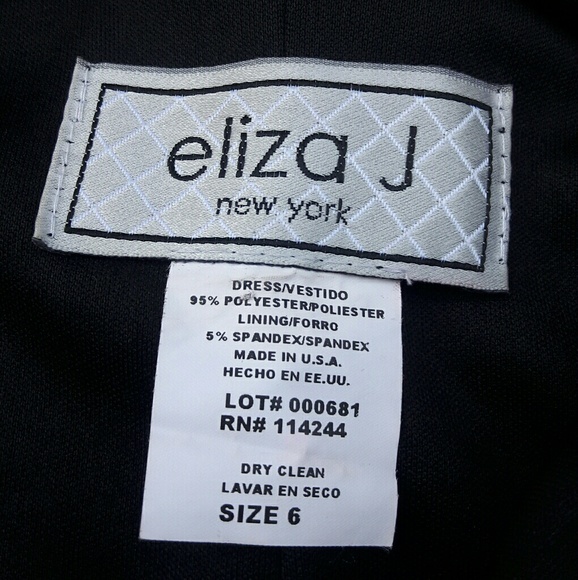 eliza J
new york
DRESS/VESTIDO
95% POLYESTER/POLIESTER
LINING/FORRO
5% SPANDEX/SPANDEX
MADE IN U.S.A.
HECHO EN EE.UU.
LOT# 000681
RN# 114244
DRY CLEAN
LAVAR EN SECO
SIZE 6